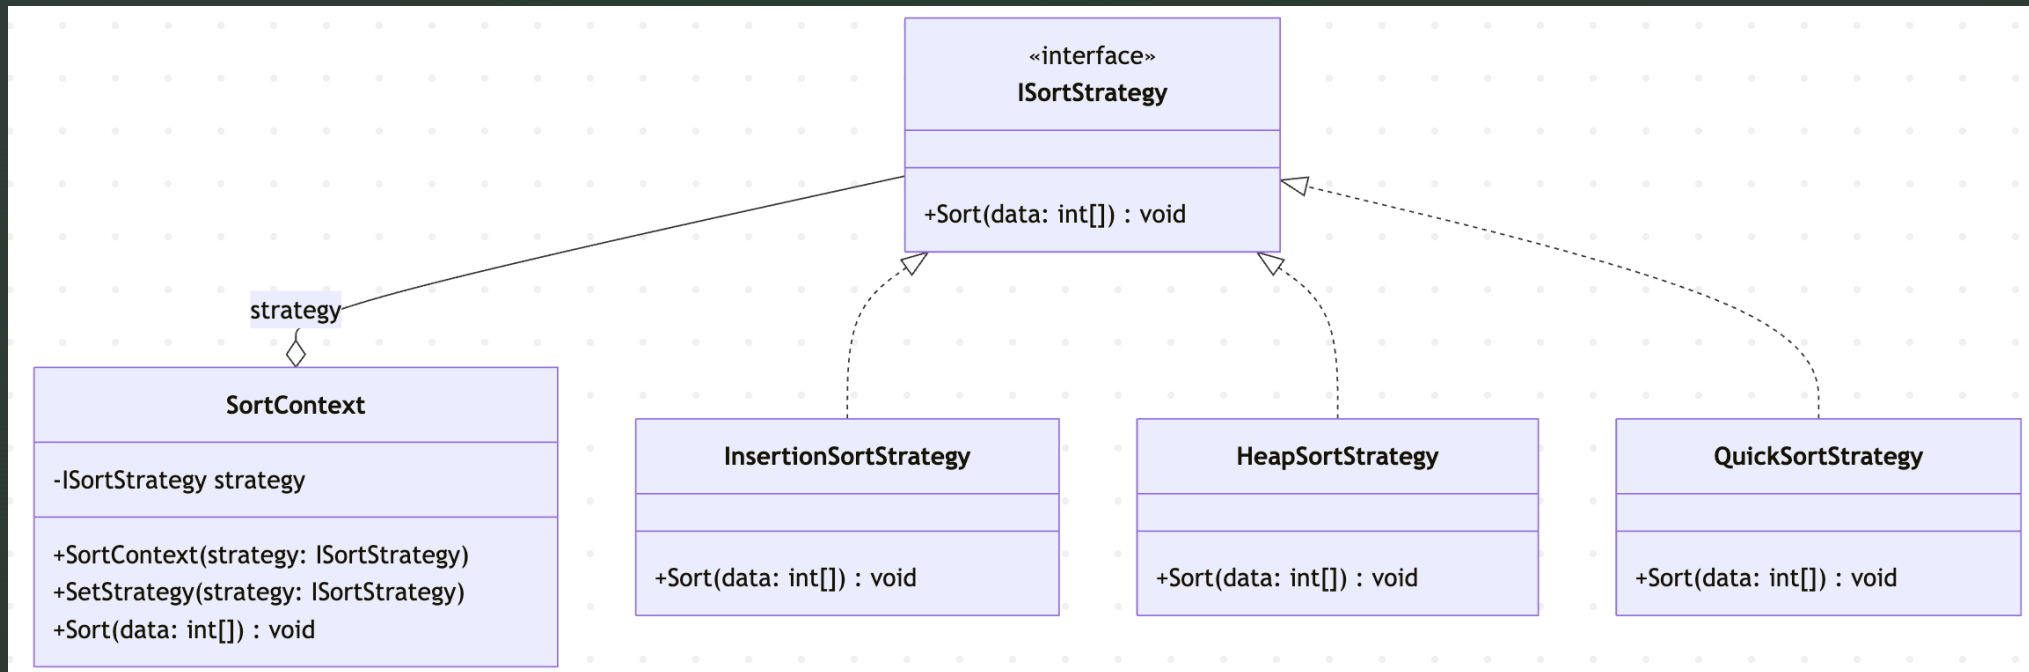 «interface»
ISortStrategy
+Sort(data: int[]) : void
strategy
SortContext
-ISortStrategy strategy
+SortContext(strategy: ISortStrategy)
+SetStrategy(strategy: ISortStrategy)
+Sort(data: int[]) : void
InsertionSortStrategy
+Sort(data: int[]) : void
HeapSortStrategy
+Sort(data: int[]) : void
QuickSortStrategy
+Sort(data: int[]) : void